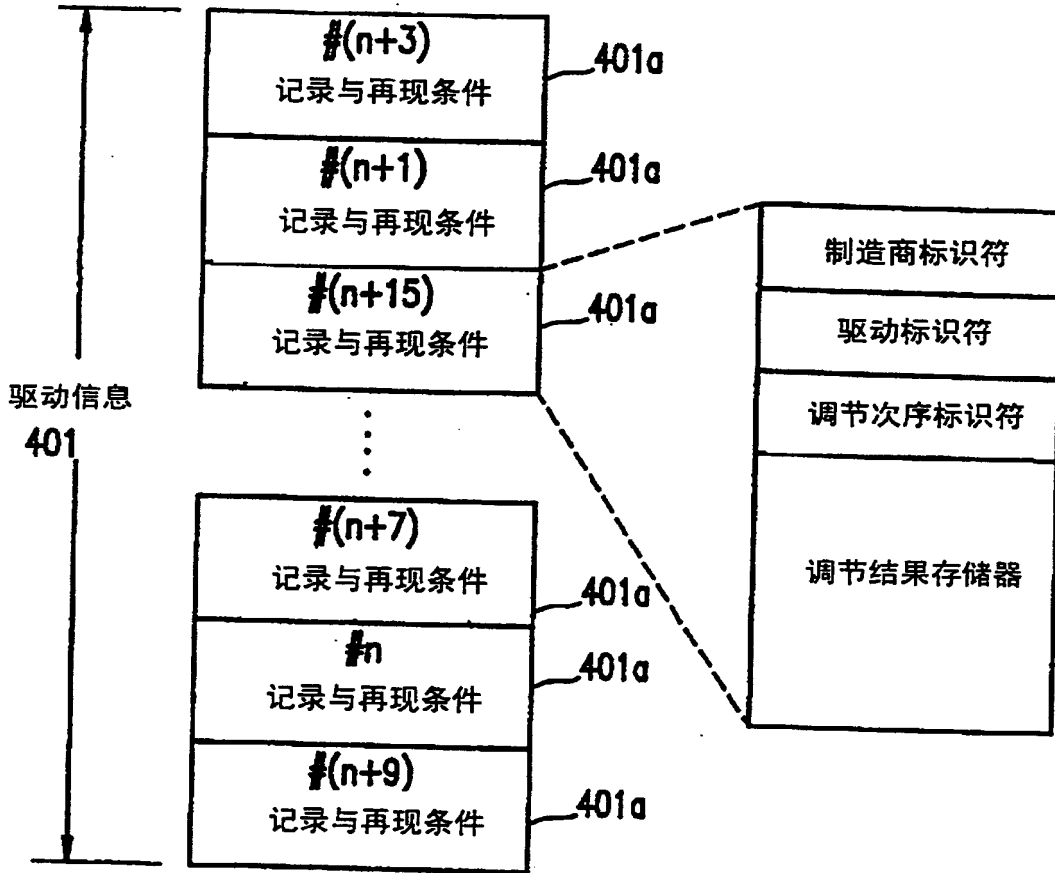 #(n+3)
记录与再现条件
401a
#(n+1)
记录与再现条件
401a
#(n+15)
记录与再现条件
401a
驱动信息
401
#(n+7)
记录与再现条件
401a
#n
记录与再现条件
401a
#(n+9)
记录与再现条件
401a
制造商标识符
驱动标识符
调节次序标识符
调节结果存储器